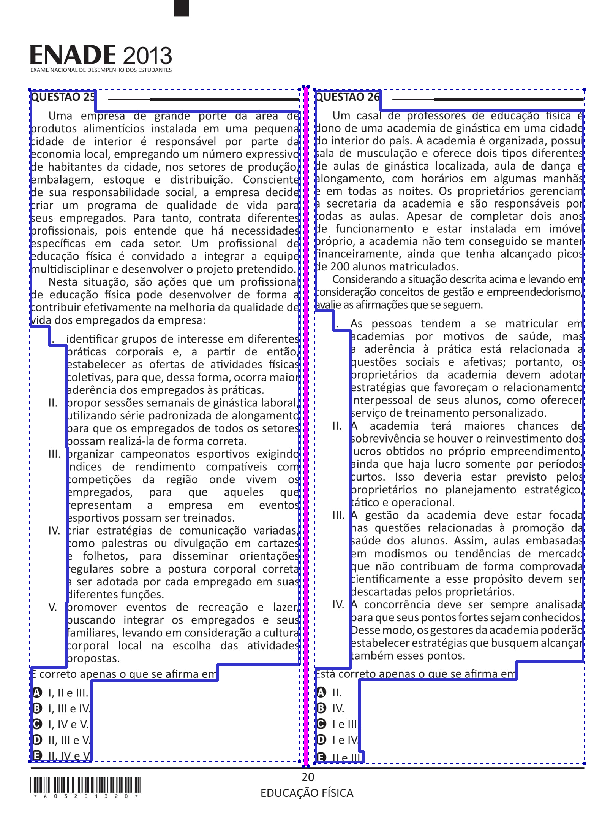 ENADE 2013
EXAME NACIONAL DE DESEMPENHO DOS ESTUDANTES
QUESTÃO 25
Uma empresa de grande porte da área de
produtos alimentícios instalada em uma pequena
cidade de interior é responsável por parte da
economia local, empregando um número expressivo
de habitantes da cidade, nos setores de produção,
embalagem, estoque e distribuição. Consciente
de sua responsabilidade social, a empresa decide
criar um programa de qualidade de vida para
seus empregados. Para tanto, contrata diferentes
profissionais, pois entende que há necessidades
específicas em cada setor. Um profissional de
educação física é convidado a integrar a equipe
multidisciplinar e desenvolver o projeto pretendido.
Nesta situação, são ações que um profissional
de educação física pode desenvolver de forma a
contribuir efetivamente na melhoria da qualidade de
vida dos empregados da empresa:
I. identificar grupos de interesse em diferentes
práticas corporais e, a partir de então,
estabelecer as ofertas de atividades físicas
coletivas, para que, dessa forma, ocorra maior
aderência dos empregados às práticas.
II. propor sessões semanais de ginástica laboral,
utilizando série padronizada de alongamento
para que os empregados de todos os setores
possam realizá-la de forma correta.
III. organizar campeonatos esportivos exigindo
índices de rendimento compatíveis com
competições da região onde vivem os
empregados, para que aqueles que
representam a empresa em eventos
esportivos possam ser treinados.
IV. criar estratégias de comunicação variadas,
como palestras ou divulgação em cartazes
e folhetos, para disseminar orientações
regulares sobre a postura corporal correta
a ser adotada por cada empregado em suas
diferentes funções.
V. promover eventos de recreação e lazer,
buscando integrar os empregados e seus
familiares, levando em consideração a cultura
corporal local na escolha das atividades
propostas.
É correto apenas o que se afirma em
A I, II e III.
B I, III e IV.
C I, IV e V.
D II, III e V.
E II, IV e V.
QUESTÃO 26
Um casal de professores de educação física é
dono de uma academia de ginástica em uma cidade
do interior do país. A academia é organizada, possui
sala de musculação e oferece dois tipos diferentes
de aulas de ginástica localizada, aula de dança e
alongamento, com horários em algumas manhãs
e em todas as noites. Os proprietários gerenciam
a secretaria da academia e são responsáveis por
todas as aulas. Apesar de completar dois anos
de funcionamento e estar instalada em imóvel
próprio, a academia não tem conseguido se manter
financeiramente, ainda que tenha alcançado picos
de 200 alunos matriculados.
Considerando a situação descrita acima e levando em
consideração conceitos de gestão e empreendedorismo,
avalie as afirmações que se seguem.
I. As pessoas tendem a se matricular em
academias por motivos de saúde, mas
a aderência à prática está relacionada a
questões sociais e afetivas; portanto, os
proprietários da academia devem adotar
estratégias que favoreçam o relacionamento
interpessoal de seus alunos, como oferecer
serviço de treinamento personalizado.
II. A academia terá maiores chances de
sobrevivência se houver o reinvestimento dos
lucros obtidos no próprio empreendimento,
ainda que haja lucro somente por períodos
curtos. Isso deveria estar previsto pelos
proprietários no planejamento estratégico,
tático e operacional.
III. A gestão da academia deve estar focada
nas questões relacionadas à promoção da
saúde dos alunos. Assim, aulas embasadas
em modismos ou tendências de mercado
que não contribuam de forma comprovada
cientificamente a esse propósito devem ser
descartadas pelos proprietários.
IV. A concorrência deve ser sempre analisada
para que seus pontos fortes sejam conhecidos.
Desse modo, os gestores da academia poderão
estabelecer estratégias que busquem alcançar
também esses pontos.
Está correto apenas o que se afirma em
A II.
B IV.
C I e III.
D I e IV.
E II e III.
20
EDUCAÇÃO FÍSICA